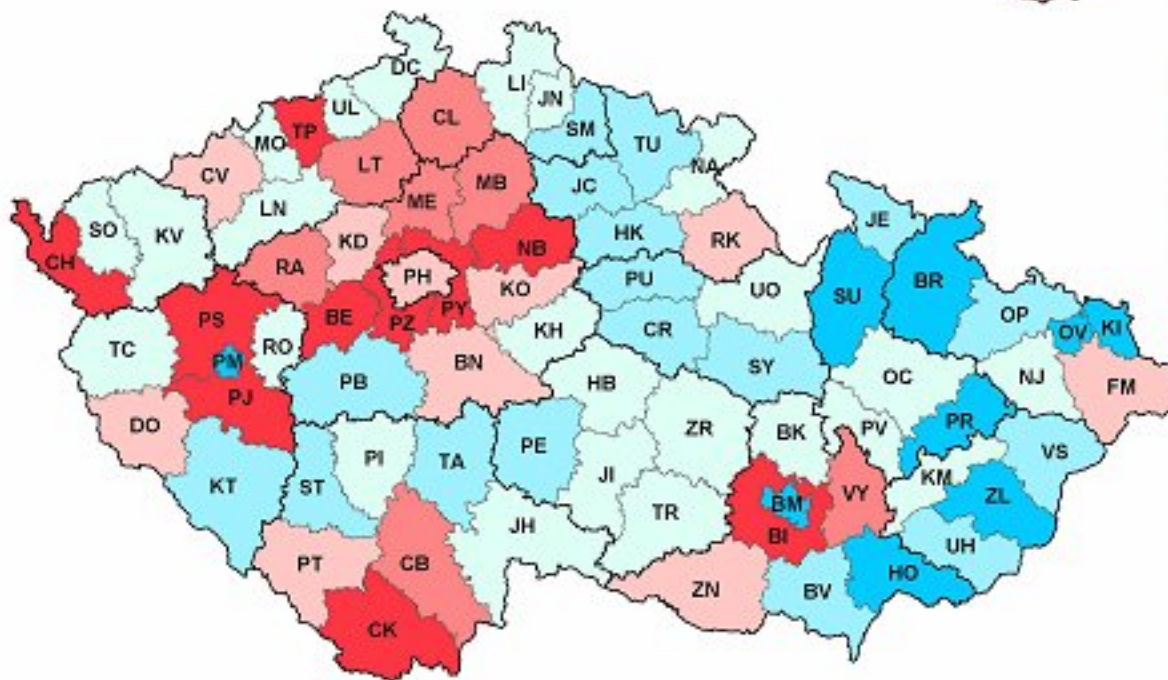 DC
LI
JN
UL
TP
CL
SM
TU
MO
LT
CV
MB
NA
JC
ME
LN
SO
KV
KD
HK
RK
JE
NB
CH
RA
PH
BR
PU
UO
SU
KO
PS
BE
PZ
PY
OP
OV
KI
TC
RO
KH
CR
PM
PB
BN
SY
OC
NJ
FM
HB
PJ
DO
PR
ZR
BK
PV
VS
KT
ST
PI
TA
PE
JI
KM
VY
ZL
BM
TR
JH
BI
UH
PT
CB
ZN
BV
HO
CK